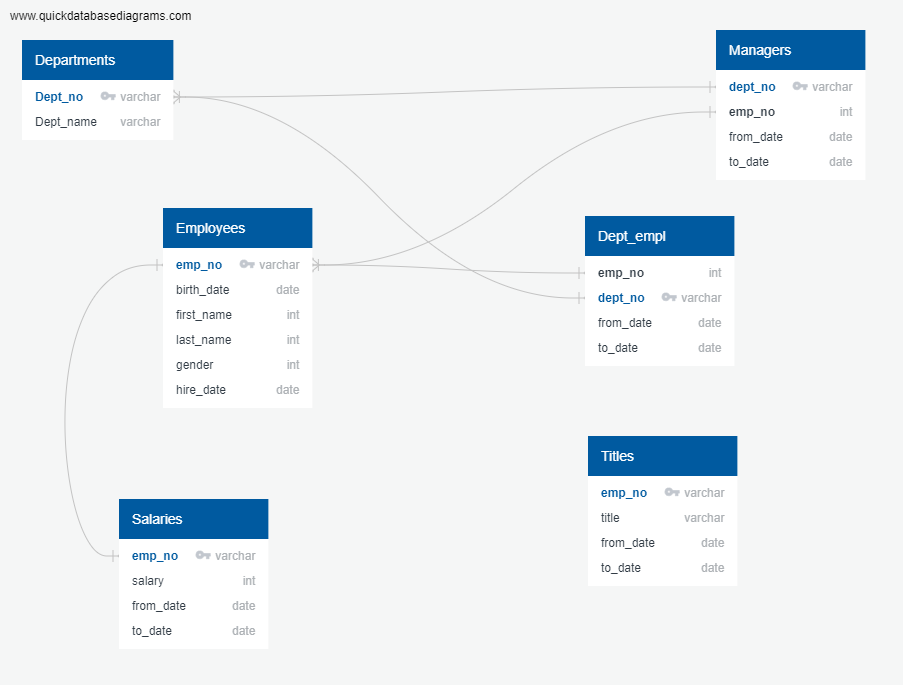 www.quickdatabasediagrams.com
Departments
Dept_no varchar
Dept_name varchar
Managers
dept_no varchar
emp_no int
from_date date
to_date date
Employees
emp_no varchar
birth_date date
first_name int
last_name int
gender int
hire_date date
Dept_empl
emp_no int
dept_no varchar
from_date date
to_date date
Titles
emp_no varchar
title varchar
from_date date
to_date date
Salaries
emp_no varchar
salary int
from_date date
to_date date